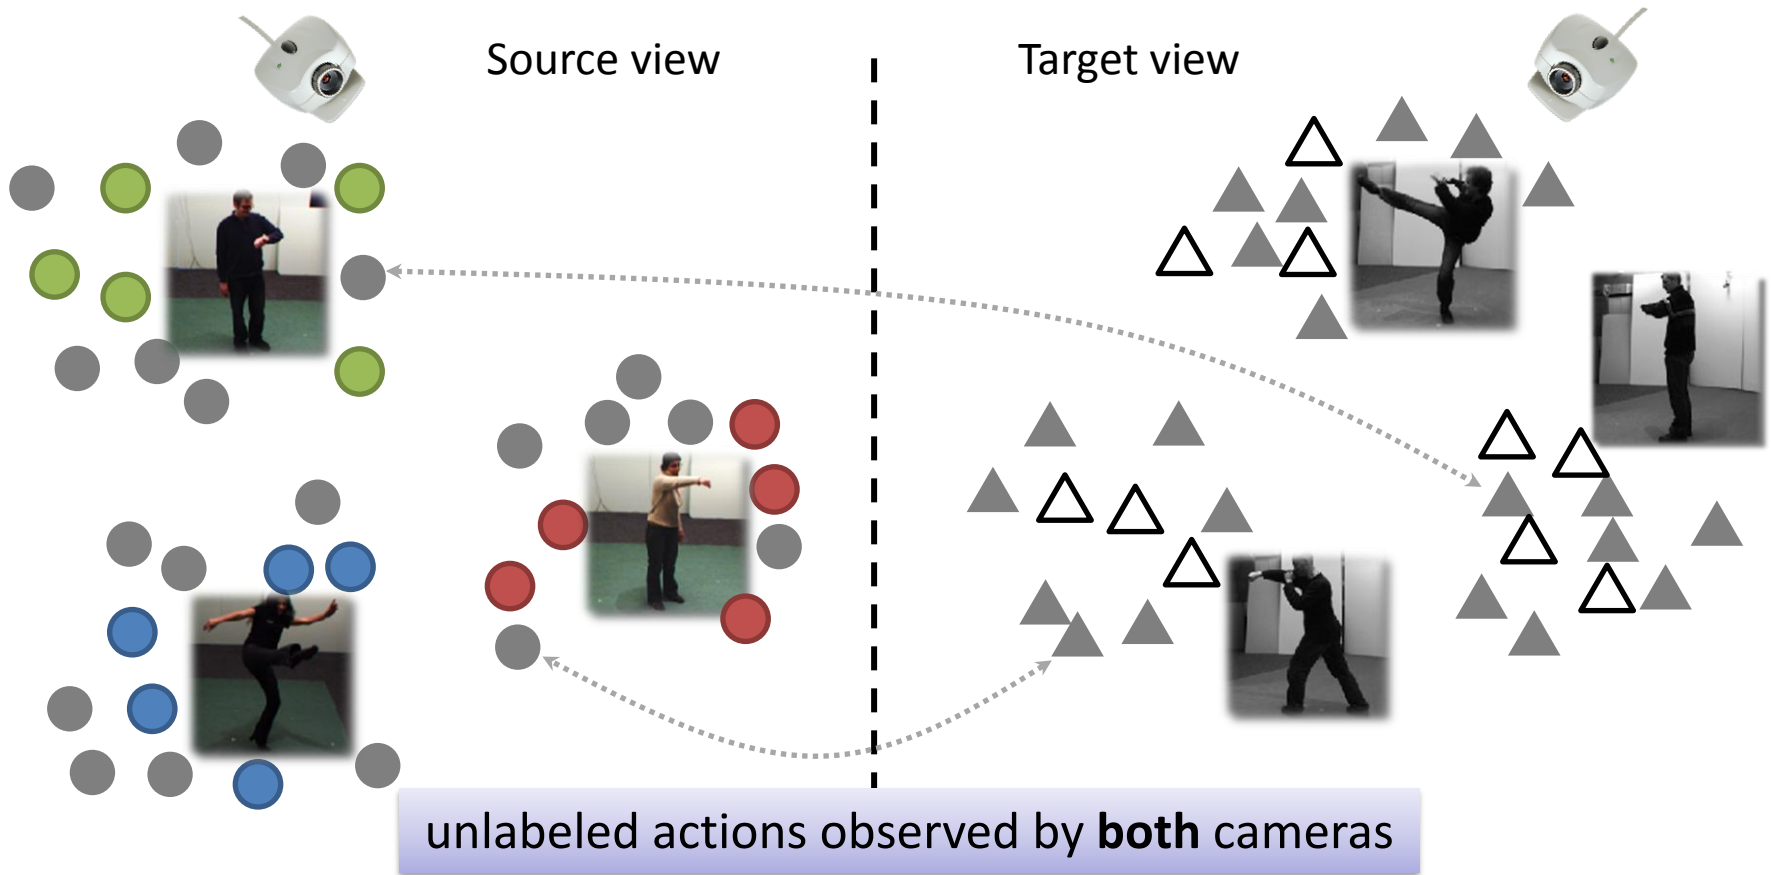 Source view
Target view
unlabeled actions observed by both cameras